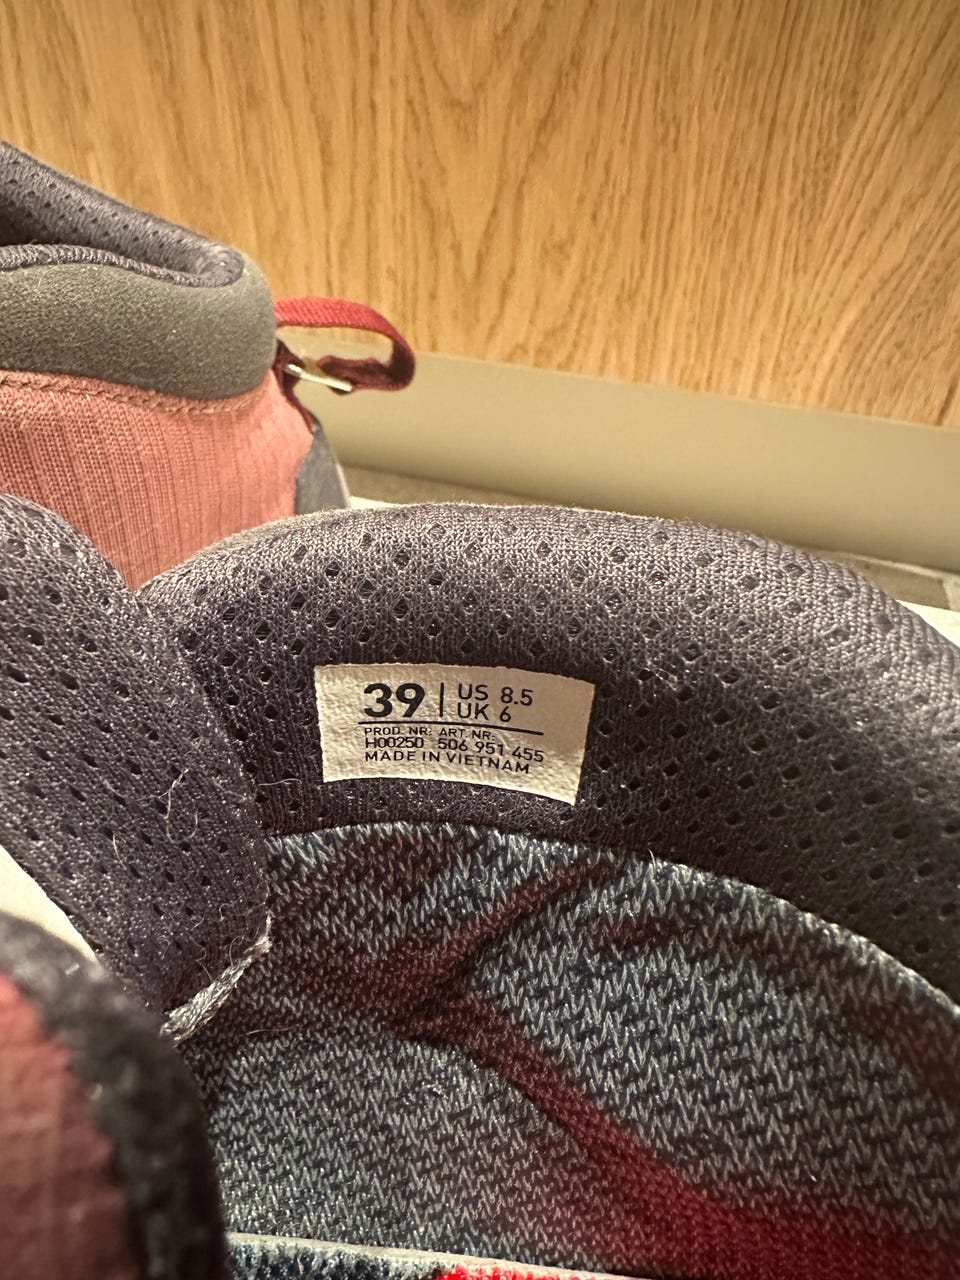 39 | US 8.5
UK 6
PROD. NR: ART. NR:
H00250 506 951 455
MADE IN VIETNAM